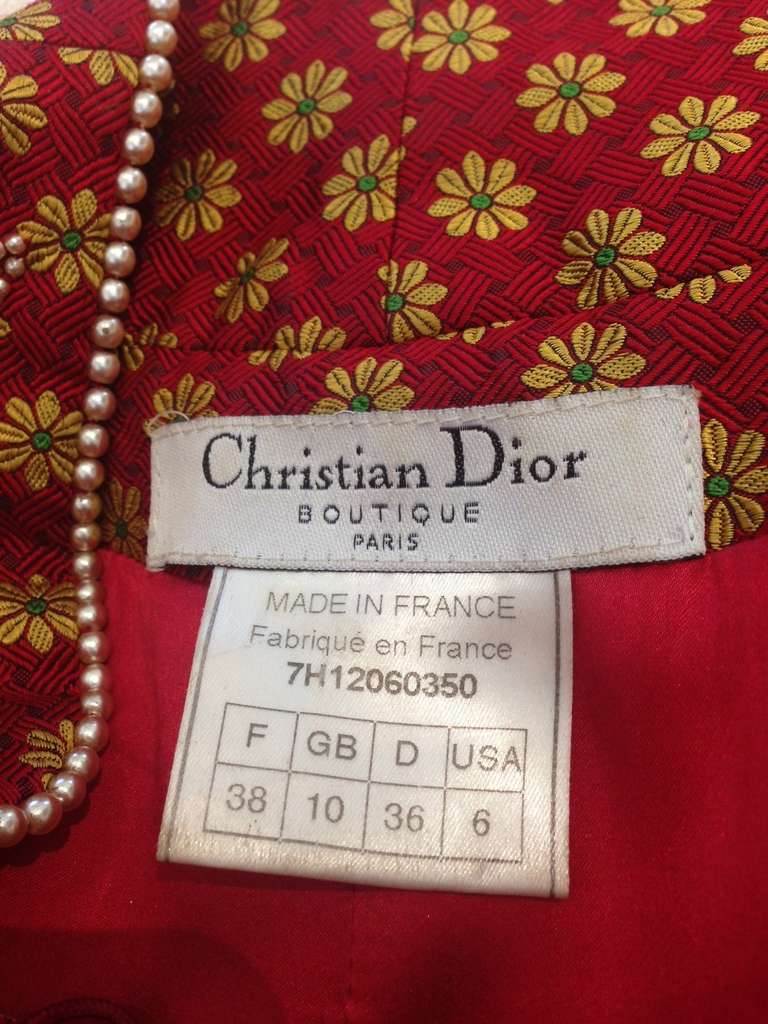 Christian Dior
BOUTIQUE
PARIS
MADE IN FRANCE
Fabriqué en France
7H12060350
F GB D USA
38 10 36 6